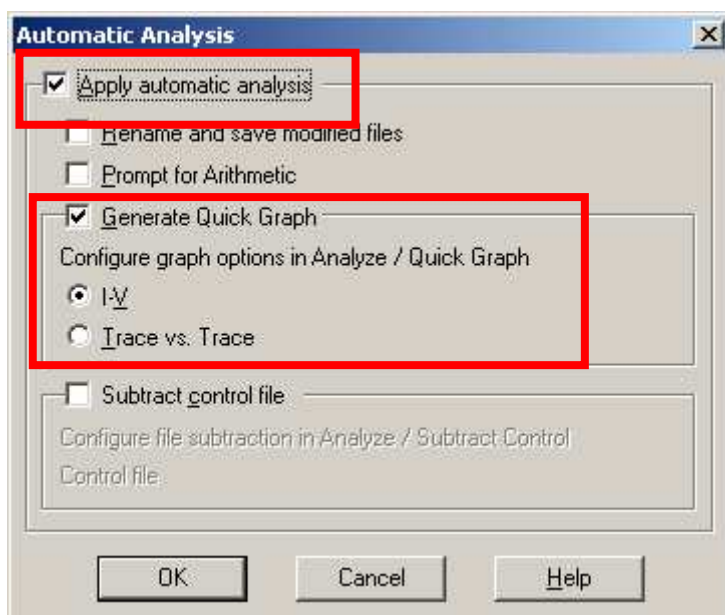 Automatic Analysis
Apply automatic analysis
Rename and save modified files
Prompt for Arithmetic
Generate Quick Graph
Configure graph options in Analyze / Quick Graph
I-V
Trace vs. Trace
Subtract control file
Configure file subtraction in Analyze / Subtract Control
Control file
OK
Cancel
Help